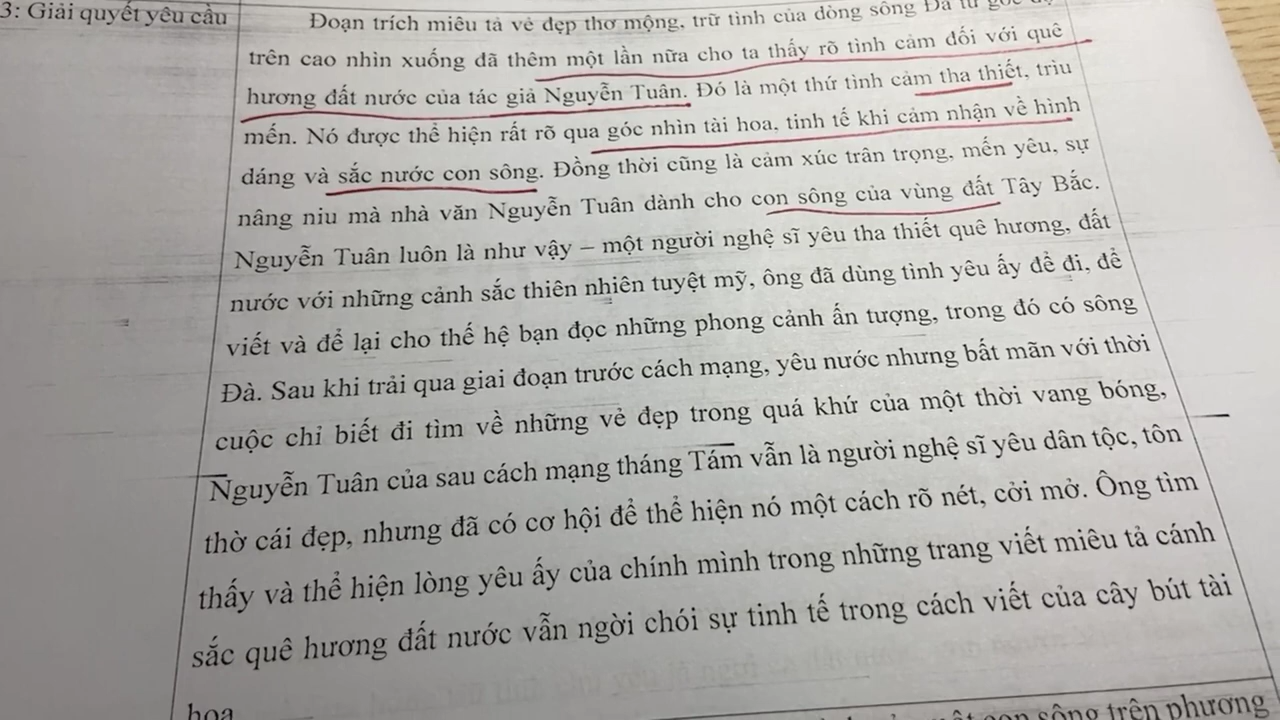 3: Giải quyết yêu cầu
Đoạn trích miêu tả vẻ đẹp thơ mộng, trữ tình của dòng sông Đà từ góc
trên cao nhìn xuống đã thêm một lần nữa cho ta thấy rõ tình cảm đối với quê
hương đất nước của tác giả Nguyễn Tuân. Đó là một thứ tình cảm tha thiết, trìu
mến. Nó được thể hiện rất rõ qua góc nhìn tài hoa, tinh tế khi cảm nhận về hình
dáng và sắc nước con sông. Đồng thời cũng là cảm xúc trân trọng, mến yêu, sự
nâng niu mà nhà văn Nguyễn Tuân dành cho con sông của vùng đất Tây Bắc.
Nguyễn Tuân luôn là như vậy – một người nghệ sĩ yêu tha thiết quê hương, đất
nước với những cảnh sắc thiên nhiên tuyệt mỹ, ông đã dùng tình yêu ấy để đi, để
viết và để lại cho thế hệ bạn đọc những phong cảnh ấn tượng, trong đó có sông
Đà. Sau khi trải qua giai đoạn trước cách mạng, yêu nước nhưng bất mãn với thời
cuộc chỉ biết đi tìm về những vẻ đẹp trong quá khứ của một thời vang bóng,
Nguyễn Tuân của sau cách mạng tháng Tám vẫn là người nghệ sĩ yêu dân tộc, tôn
thờ cái đẹp, nhưng đã có cơ hội để thể hiện nó một cách rõ nét, cởi mở. Ông tìm
thấy và thể hiện lòng yêu ấy của chính mình trong những trang viết miêu tả cánh
sắc quê hương đất nước vẫn ngời chói sự tinh tế trong cách viết của cây bút tài
hoa
con sông trên phương